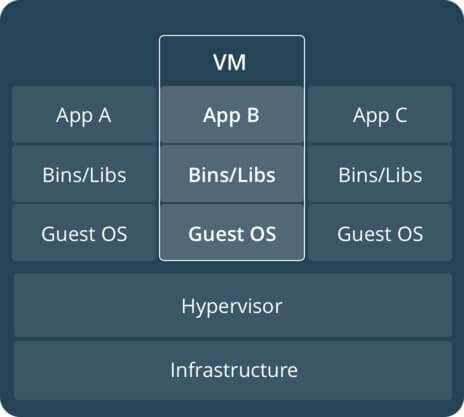 VM
App A App B App C
Bins/Libs Bins/Libs Bins/Libs
Guest OS Guest OS Guest OS
Hypervisor
Infrastructure